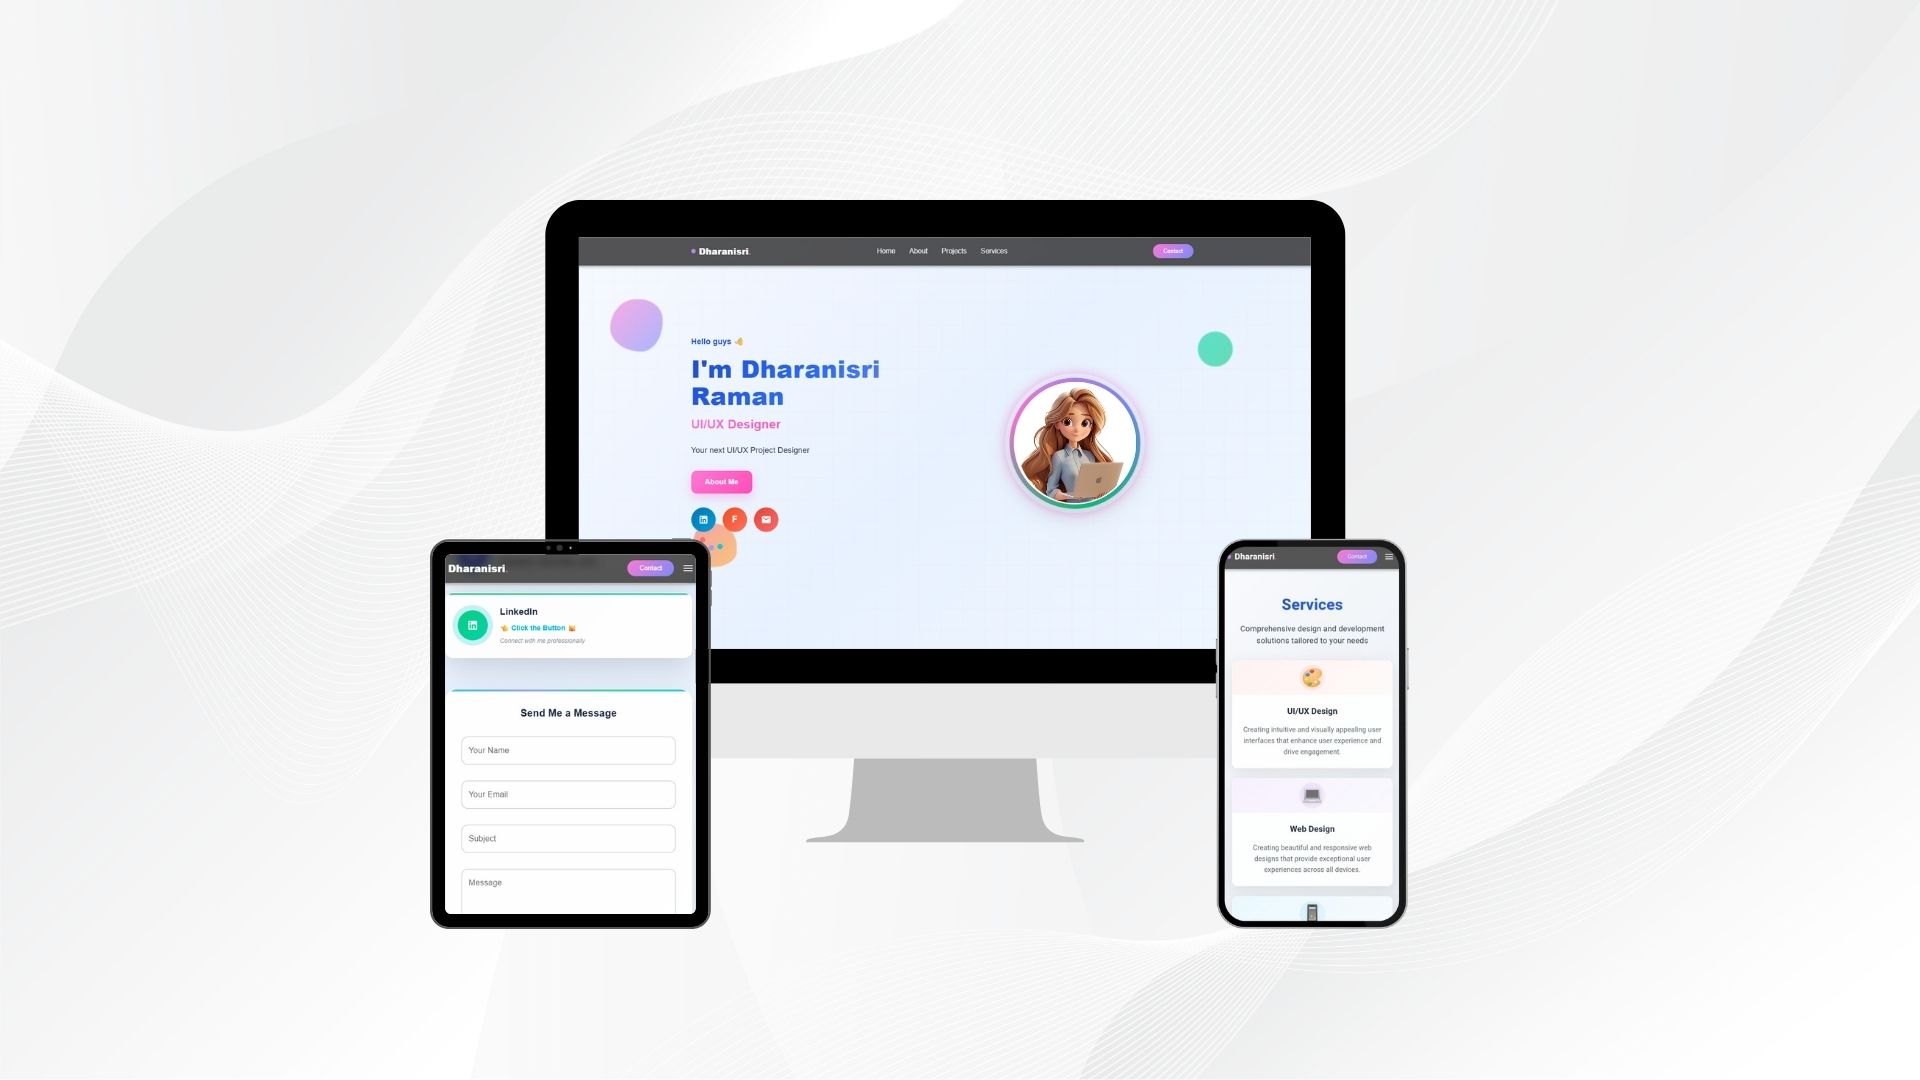 Dharanisri.
Home About Projects Services
Contact
Hello guys
I'm Dharanisri
Raman
UI/UX Designer
Your next UI/UX Project Designer
About Me
F
Dharanisri.
Contact
LinkedIn
Click the Button
Connect with me professionally
Send Me a Message
Your Name
Your Email
Subject
Message
Dharanisri.
Contact
Services
Comprehensive design and development
solutions tailored to your needs
UI/UX Design
Creating intuitive and visually appealing user
interfaces that enhance user experience and
drive engagement.
Web Design
Creating beautiful and responsive web
designs that provide exceptional user
experiences across all devices.